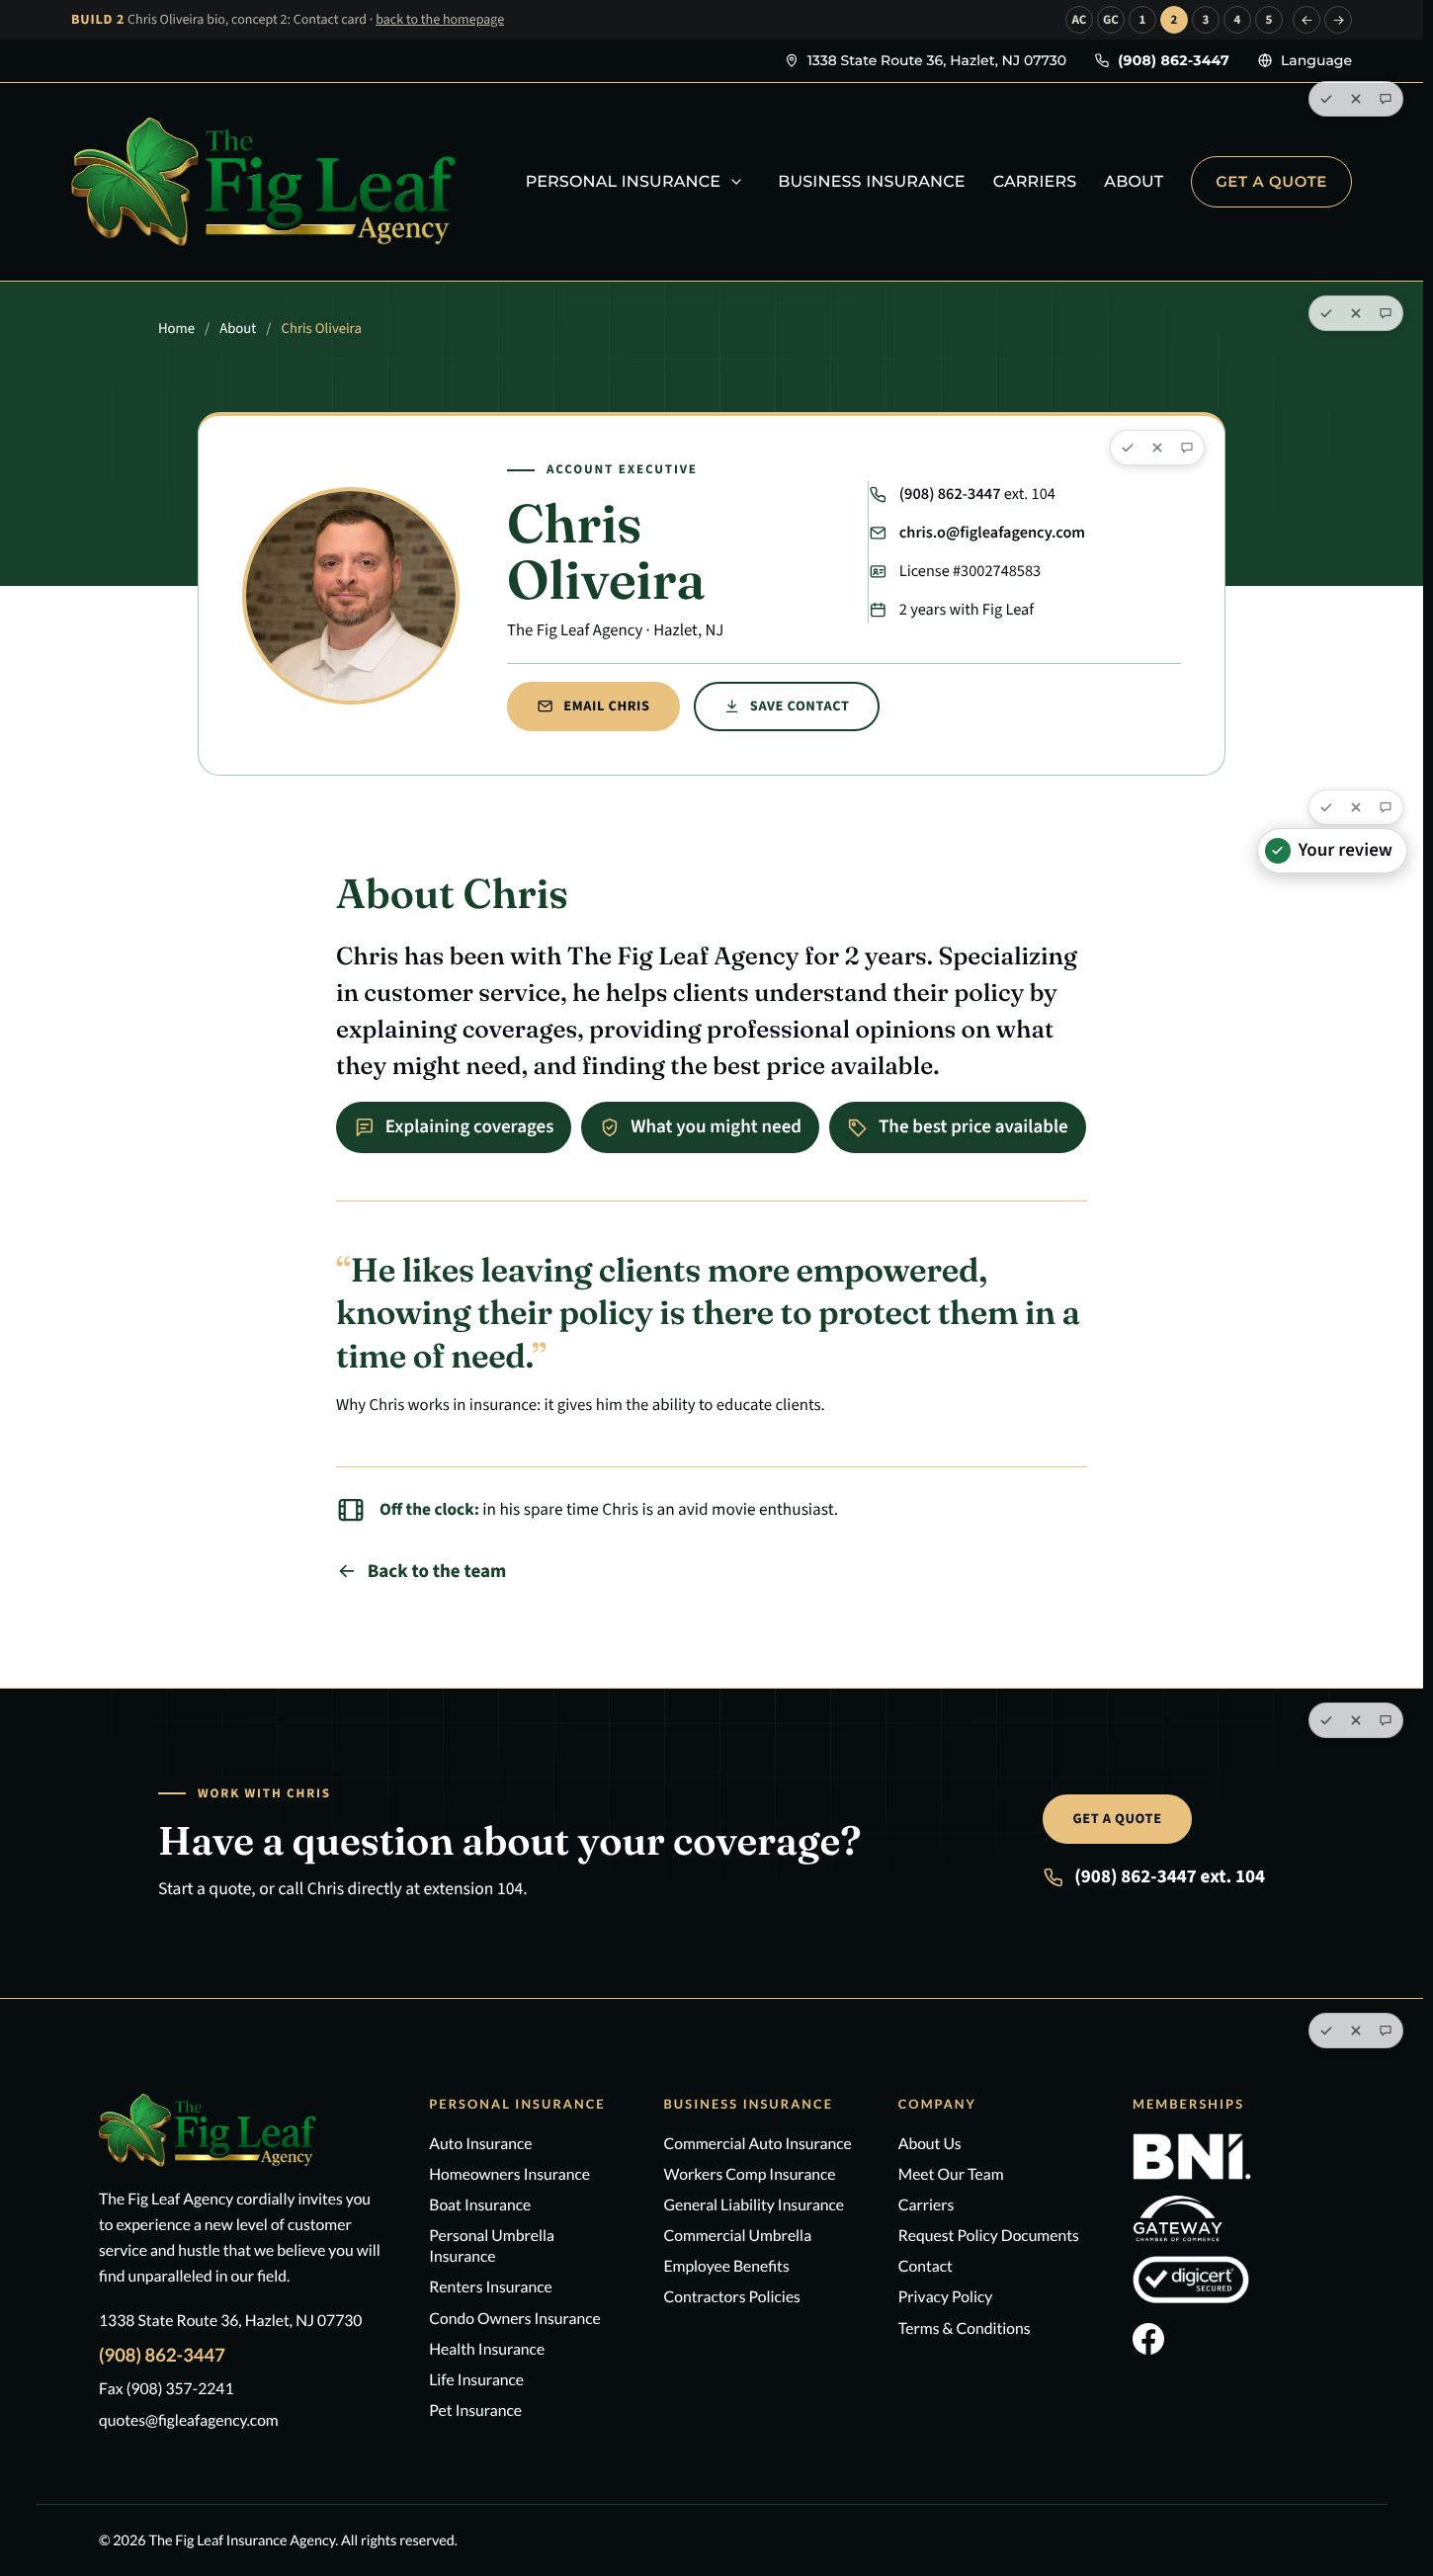 BUILD 2 Chris Oliveira bio, concept 2: Contact card · back to the homepage
AC GC 1 2 3 4 5
1338 State Route 36, Hazlet, NJ 07730
(908) 862-3447
Language
The
Fig Leaf
Agency
PERSONAL INSURANCE
BUSINESS INSURANCE
CARRIERS
ABOUT
GET A QUOTE
Home / About / Chris Oliveira
ACCOUNT EXECUTIVE
Chris
Oliveira
The Fig Leaf Agency · Hazlet, NJ
(908) 862-3447 ext. 104
chris.o@figleafagency.com
License #3002748583
2 years with Fig Leaf
EMAIL CHRIS
SAVE CONTACT
Your review
About Chris
Chris has been with The Fig Leaf Agency for 2 years. Specializing
in customer service, he helps clients understand their policy by
explaining coverages, providing professional opinions on what
they might need, and finding the best price available.
Explaining coverages
What you might need
The best price available
“He likes leaving clients more empowered,
knowing their policy is there to protect them in a
time of need.”
Why Chris works in insurance: it gives him the ability to educate clients.
Off the clock: in his spare time Chris is an avid movie enthusiast.
Back to the team
WORK WITH CHRIS
Have a question about your coverage?
Start a quote, or call Chris directly at extension 104.
GET A QUOTE
(908) 862-3447 ext. 104
The
Fig Leaf
Agency
The Fig Leaf Agency cordially invites you
to experience a new level of customer
service and hustle that we believe you will
find unparalleled in our field.
1338 State Route 36, Hazlet, NJ 07730
(908) 862-3447
Fax (908) 357-2241
quotes@figleafagency.com
PERSONAL INSURANCE
Auto Insurance
Homeowners Insurance
Boat Insurance
Personal Umbrella
Insurance
Renters Insurance
Condo Owners Insurance
Health Insurance
Life Insurance
Pet Insurance
BUSINESS INSURANCE
Commercial Auto Insurance
Workers Comp Insurance
General Liability Insurance
Commercial Umbrella
Employee Benefits
Contractors Policies
COMPANY
About Us
Meet Our Team
Carriers
Request Policy Documents
Contact
Privacy Policy
Terms & Conditions
MEMBERSHIPS
BNI
GATEWAY
CHAMBER OF COMMERCE
digicert
SECURED
© 2026 The Fig Leaf Insurance Agency. All rights reserved.